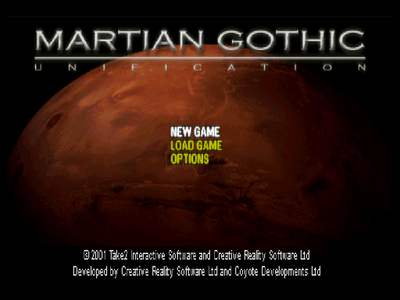 MARTIAN GOTHIC
UNIFICATION
NEW GAME
LOAD GAME
OPTIONS
©2001 Take2 Interactive Software and Creative Reality Software Ltd
Developed by Creative Reality Software Ltd and Coyote Developments Ltd